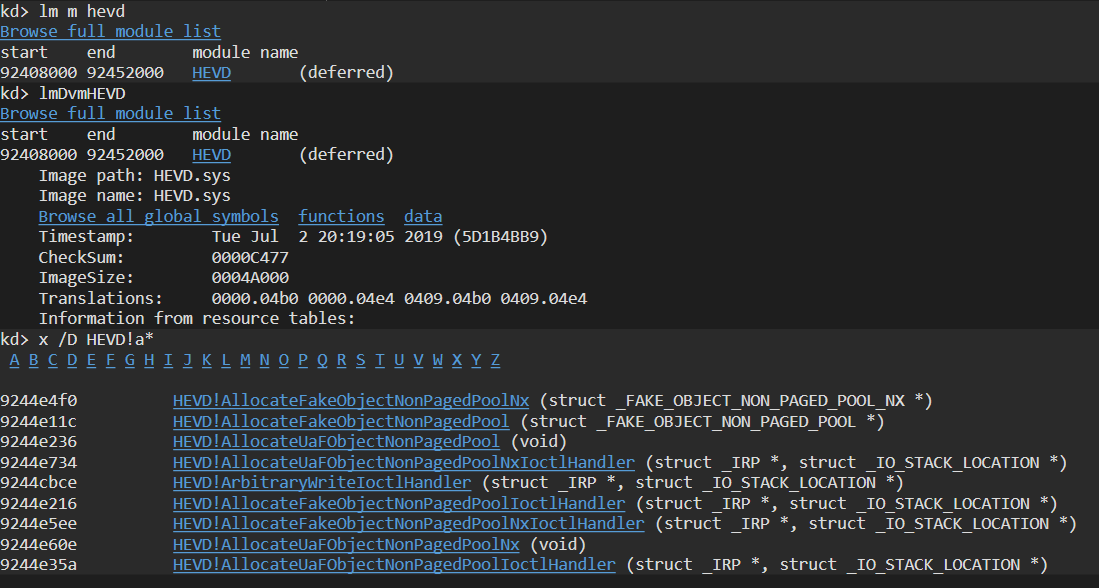 kd> lm m hevd
Browse full module list
start    end        module name
92408000 92452000   HEVD       (deferred)
kd> lmDvmHEVD
Browse full module list
start    end        module name
92408000 92452000   HEVD       (deferred)
    Image path: HEVD.sys
    Image name: HEVD.sys
    Browse all global symbols  functions  data
    Timestamp:        Tue Jul  2 20:19:05 2019 (5D1B4BB9)
    CheckSum:         0000C477
    ImageSize:        0004A000
    Translations:     0000.04b0 0000.04e4 0409.04b0 0409.04e4
    Information from resource tables:
kd> x /D HEVD!a*
 A B C D E F G H I J K L M N O P Q R S T U V W X Y Z
9244e4f0          HEVD!AllocateFakeObjectNonPagedPoolNx (struct _FAKE_OBJECT_NON_PAGED_POOL_NX *)
9244e11c          HEVD!AllocateFakeObjectNonPagedPool (struct _FAKE_OBJECT_NON_PAGED_POOL *)
9244e236          HEVD!AllocateUaFObjectNonPagedPool (void)
9244e734          HEVD!AllocateUaFObjectNonPagedPoolNxIoctlHandler (struct _IRP *, struct _IO_STACK_LOCATION *)
9244cbce          HEVD!ArbitraryWriteIoctlHandler (struct _IRP *, struct _IO_STACK_LOCATION *)
9244e216          HEVD!AllocateFakeObjectNonPagedPoolIoctlHandler (struct _IRP *, struct _IO_STACK_LOCATION *)
9244e5ee          HEVD!AllocateFakeObjectNonPagedPoolNxIoctlHandler (struct _IRP *, struct _IO_STACK_LOCATION *)
9244e60e          HEVD!AllocateUaFObjectNonPagedPoolNx (void)
9244e35a          HEVD!AllocateUaFObjectNonPagedPoolIoctlHandler (struct _IRP *, struct _IO_STACK_LOCATION *)